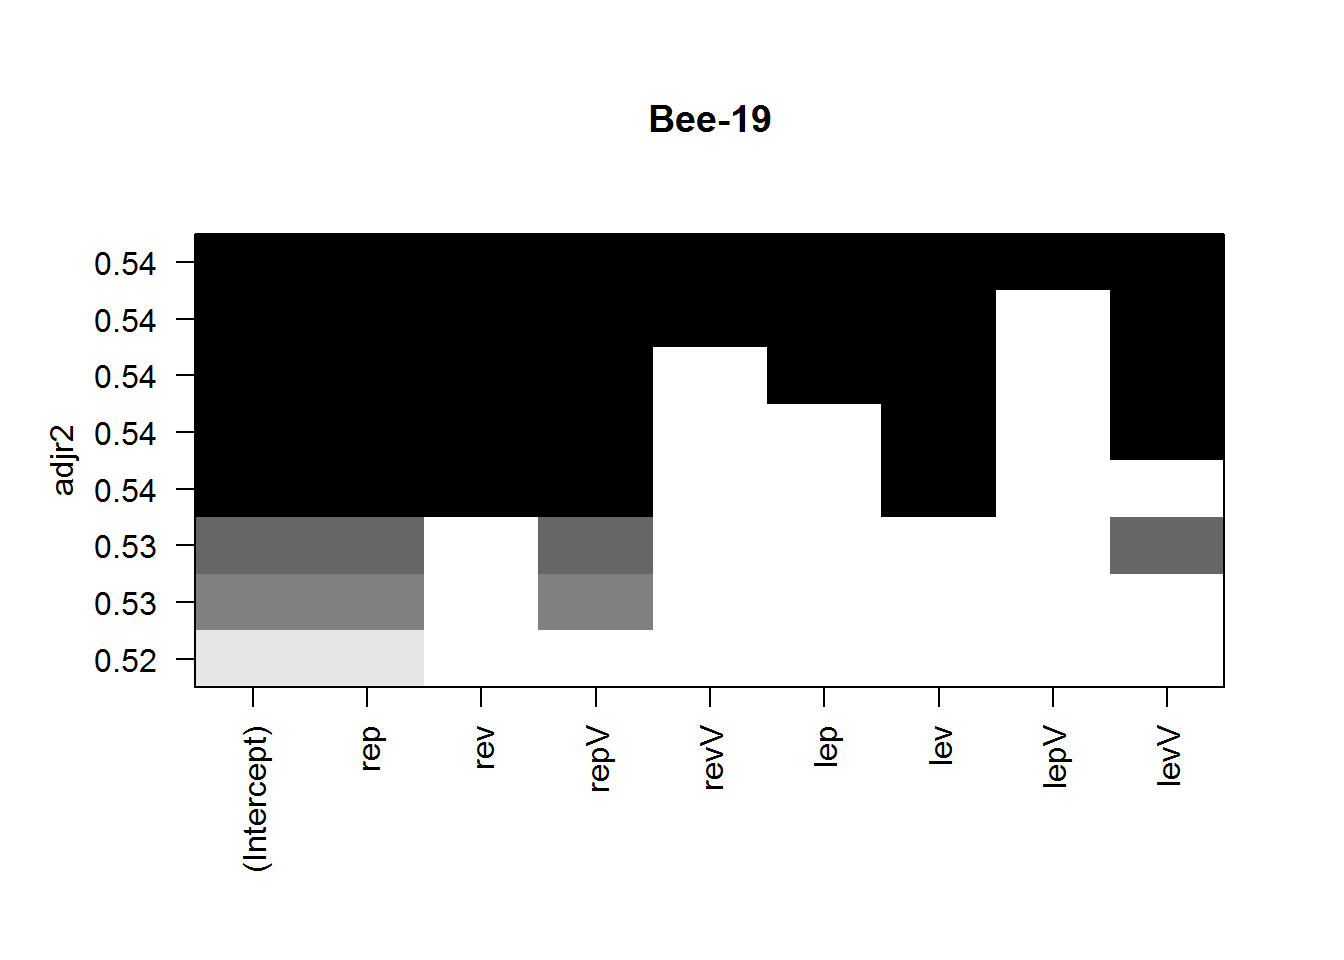 Bee-19
adjr2
0.54
0.54
0.54
0.54
0.54
0.53
0.53
0.52
(Intercept)
rep
rev
repV
revV
lep
lev
lepV
levV